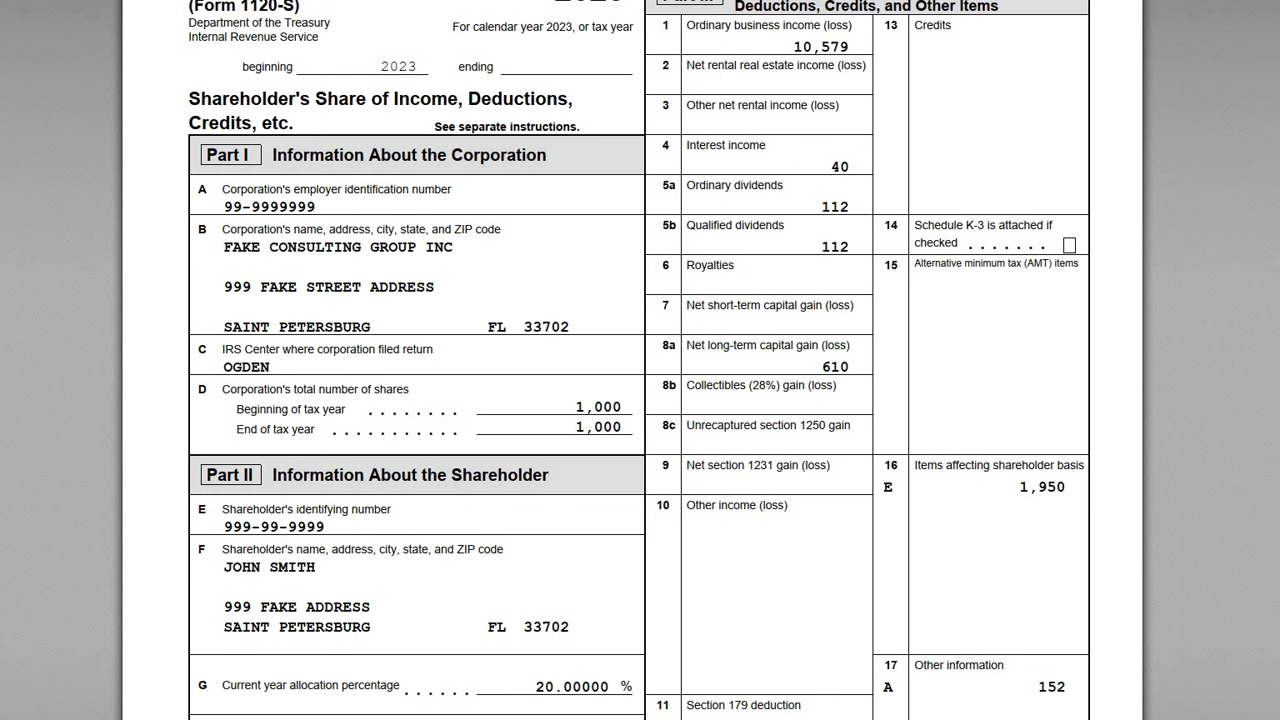 (Form 1120-S)
Department of the Treasury
Internal Revenue Service
For calendar year 2023, or tax year
beginning 2023 ending
Shareholder's Share of Income, Deductions,
Credits, etc.
See separate instructions.
Part I Information About the Corporation
A Corporation's employer identification number
99-9999999
B Corporation's name, address, city, state, and ZIP code
FAKE CONSULTING GROUP INC
999 FAKE STREET ADDRESS
SAINT PETERSBURG FL 33702
C IRS Center where corporation filed return
OGDEN
D Corporation's total number of shares
Beginning of tax year . . . . . . . . 1,000
End of tax year . . . . . . . . . . . 1,000
Part II Information About the Shareholder
E Shareholder's identifying number
999-99-9999
F Shareholder's name, address, city, state, and ZIP code
JOHN SMITH
999 FAKE ADDRESS
SAINT PETERSBURG FL 33702
G Current year allocation percentage . . . . . . 20.00000 %
Deductions, Credits, and Other Items
1 Ordinary business income (loss)
10,579
2 Net rental real estate income (loss)
3 Other net rental income (loss)
4 Interest income
40
5a Ordinary dividends
112
5b Qualified dividends
112
6 Royalties
7 Net short-term capital gain (loss)
8a Net long-term capital gain (loss)
610
8b Collectibles (28%) gain (loss)
8c Unrecaptured section 1250 gain
9 Net section 1231 gain (loss)
10 Other income (loss)
11 Section 179 deduction
13 Credits
14 Schedule K-3 is attached if
checked . . . . . . .
15 Alternative minimum tax (AMT) items
16 Items affecting shareholder basis
E 1,950
17 Other information
A 152